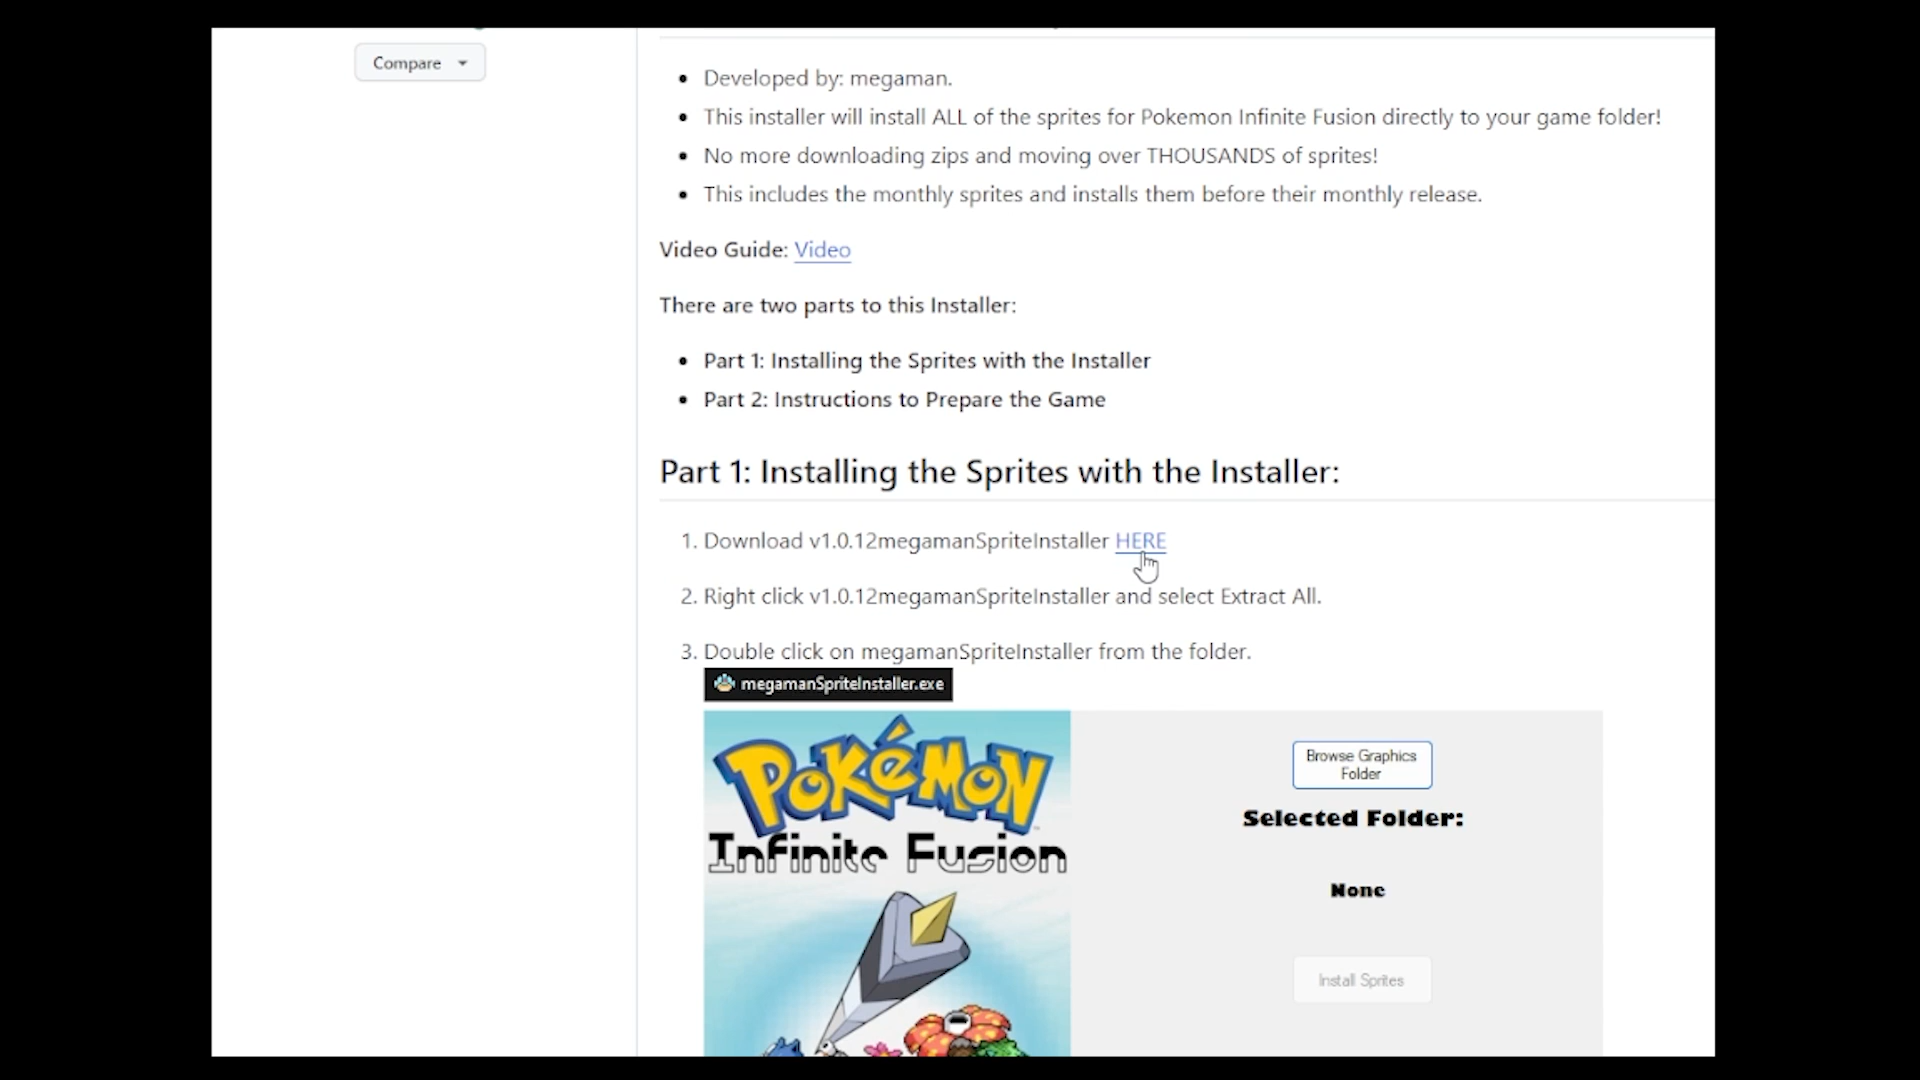 Compare
Developed by: megaman.
This installer will install ALL of the sprites for Pokemon Infinite Fusion directly to your game folder!
No more downloading zips and moving over THOUSANDS of sprites!
This includes the monthly sprites and installs them before their monthly release.
Video Guide: Video
There are two parts to this Installer:
Part 1: Installing the Sprites with the Installer
Part 2: Instructions to Prepare the Game
Part 1: Installing the Sprites with the Installer:
1. Download v1.0.12megamanSpriteInstaller HERE
2. Right click v1.0.12megamanSpriteInstaller and select Extract All.
3. Double click on megamanSpriteInstaller from the folder.
megamanSpriteInstaller.exe
POKéMON
Infinite Fusion
Browse Graphics
Folder
Selected Folder:
None
Install Sprites